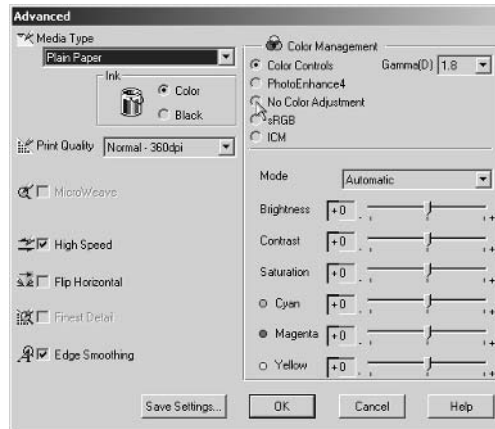 Advanced
Media Type
Plain Paper
Ink
Color
Black
Print Quality Normal - 360dpi
MicroWeave
High Speed
Flip Horizontal
Finest Detail
Edge Smoothing
Color Management
Color Controls Gamma(D) 1.8
PhotoEnhance4
No Color Adjustment
sRGB
ICM
Mode Automatic
Brightness +0 - +
Contrast +0 - +
Saturation +0 - +
Cyan +0 - +
Magenta +0 - +
Yellow +0 - +
Save Settings... OK Cancel Help